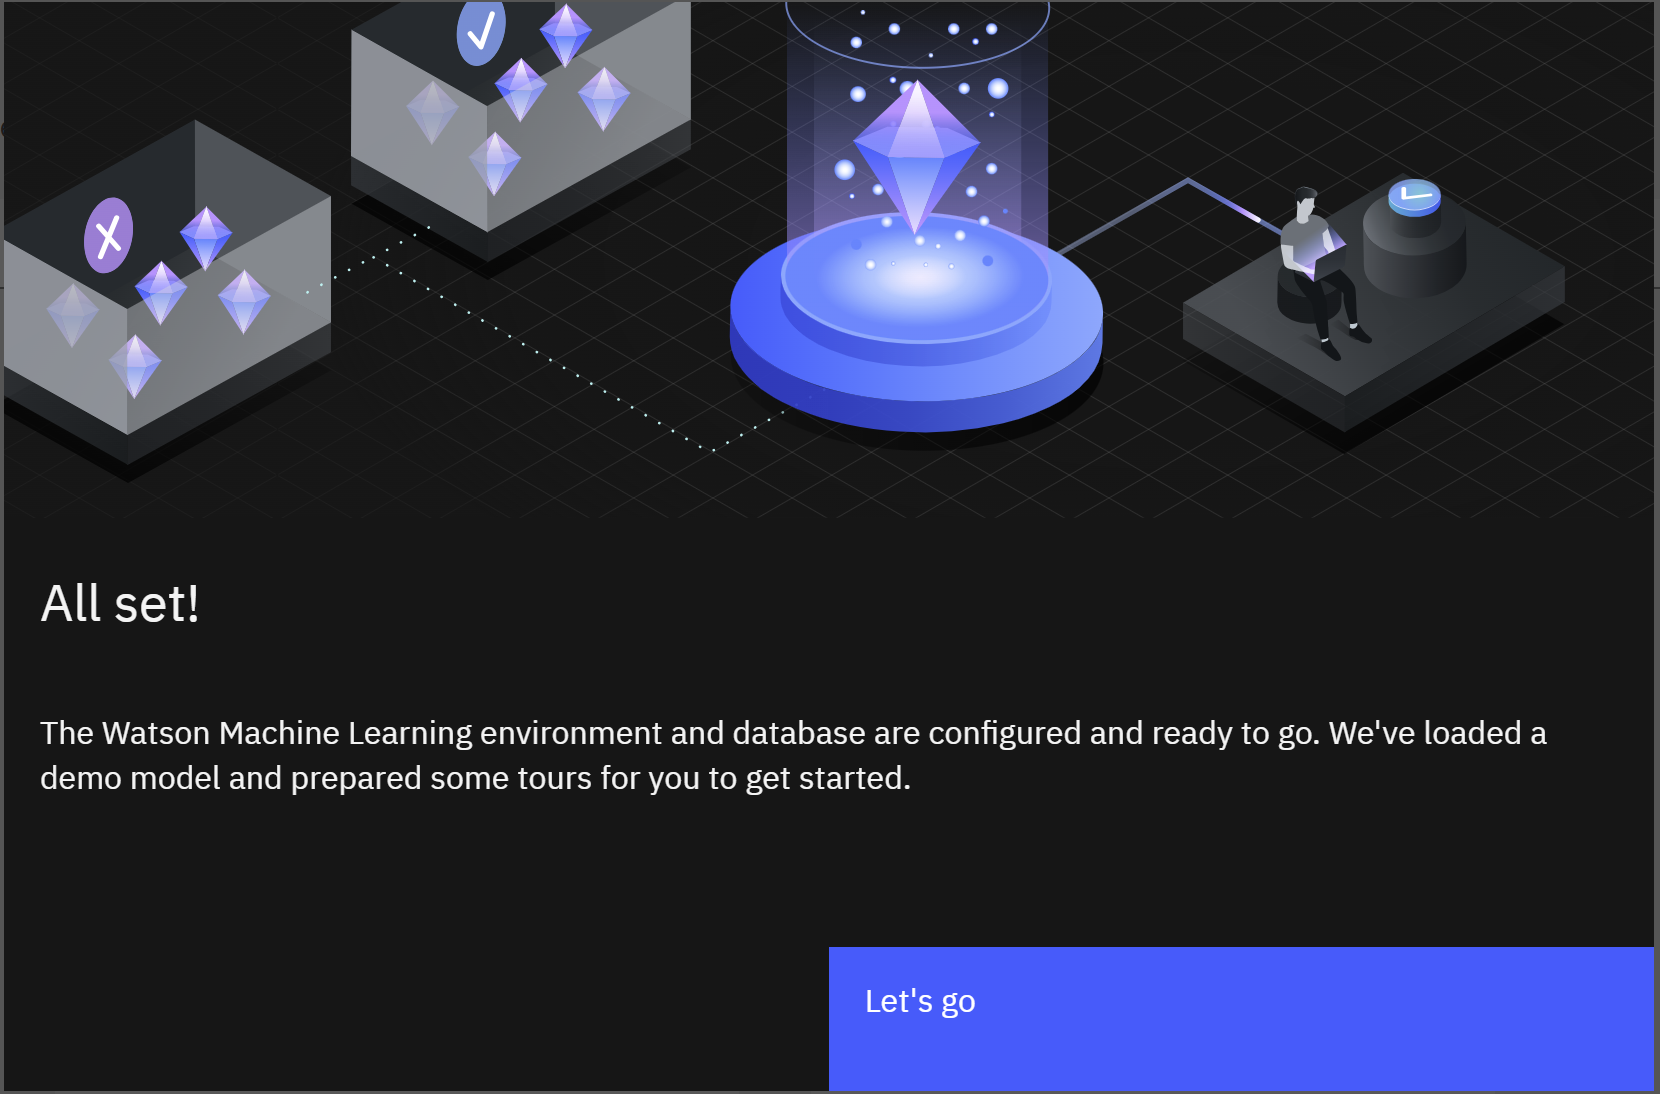 All set!
The Watson Machine Learning environment and database are configured and ready to go. We've loaded a
demo model and prepared some tours for you to get started.
Let's go